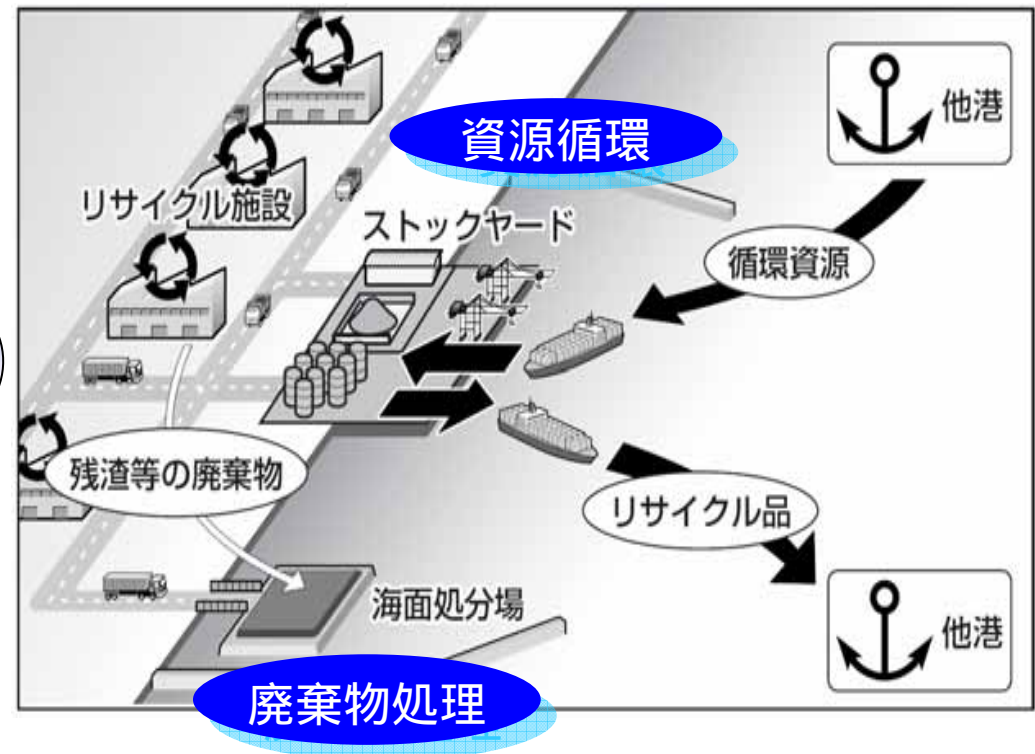 資源循環
他港
リサイクル施設
ストックヤード
循環資源
残渣等の廃棄物
リサイクル品
海面処分場
他港
廃棄物処理